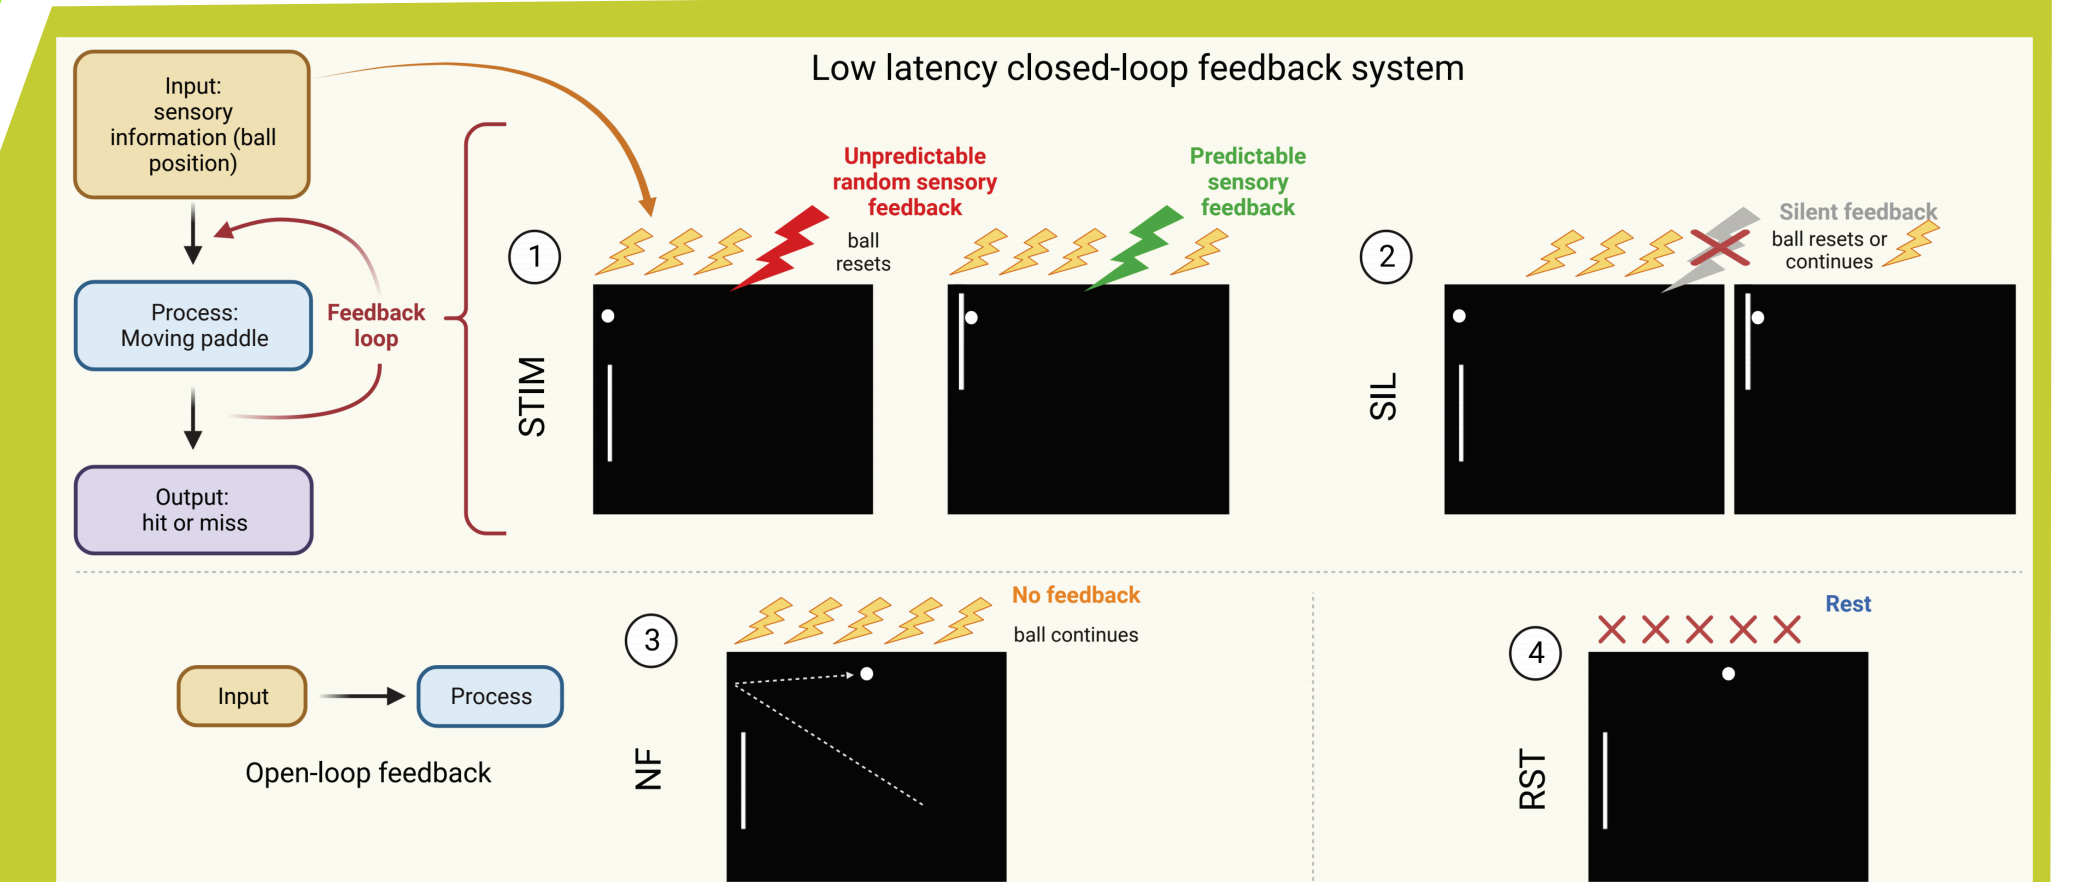 Low latency closed-loop feedback system
Input:
sensory
information (ball
position)
Process:
Moving paddle
Feedback
loop
Output:
hit or miss
1
STIM
Unpredictable
random sensory
feedback
ball
resets
Predictable
sensory
feedback
2
SIL
Silent feedback
ball resets or
continues
Input
Process
Open-loop feedback
3
NF
No feedback
ball continues
4
RST
Rest